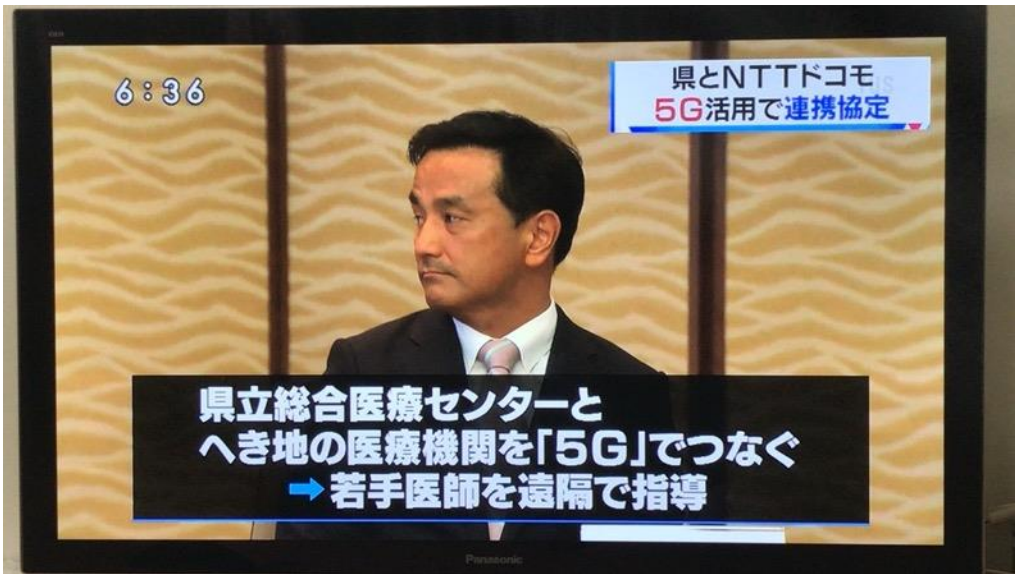 6:36
県とNTTドコモ
5G活用で連携協定
県立総合医療センターと
へき地の医療機関を「5G」でつなぐ
➡若手医師を遠隔で指導
Panasonic